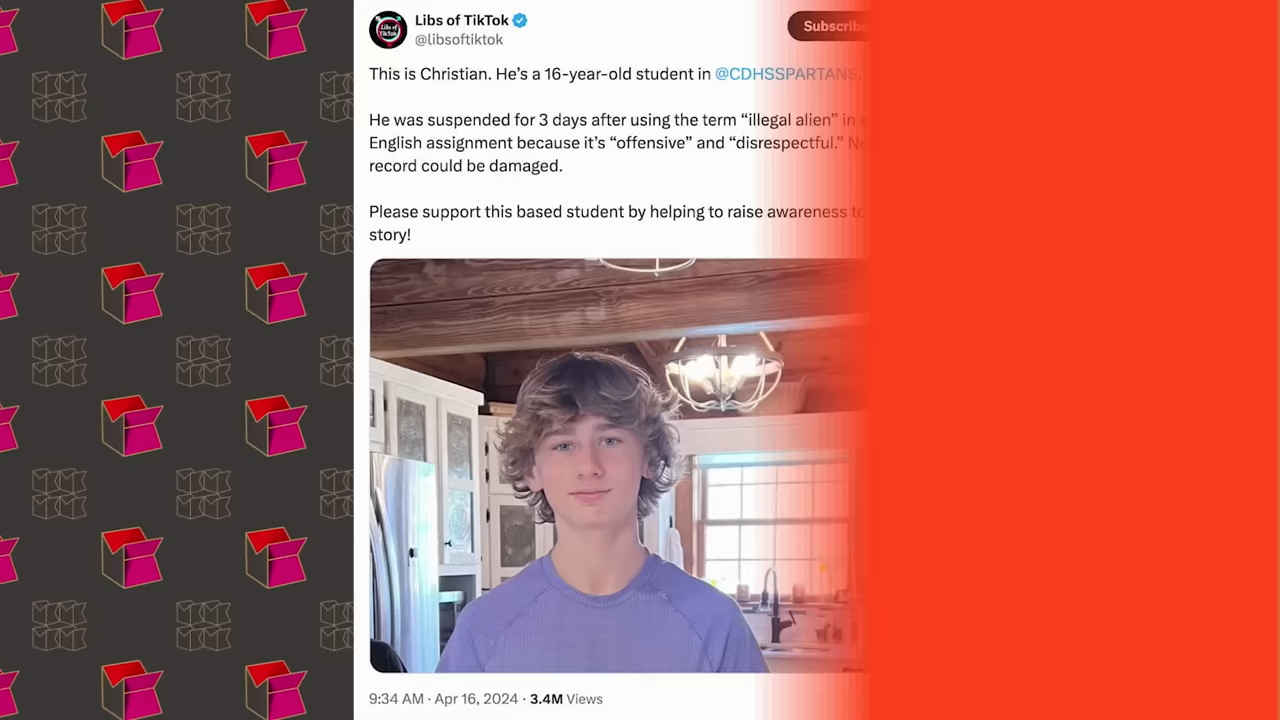 Libs of TikTok
@libsoftiktok
Subscribe
This is Christian. He's a 16-year-old student in @CDHSSPARTANS.
He was suspended for 3 days after using the term “illegal alien” in a
English assignment because it's “offensive” and “disrespectful.”
record could be damaged.
Please support this based student by helping to raise awareness to
story!
9:34 AM · Apr 16, 2024 · 3.4M Views